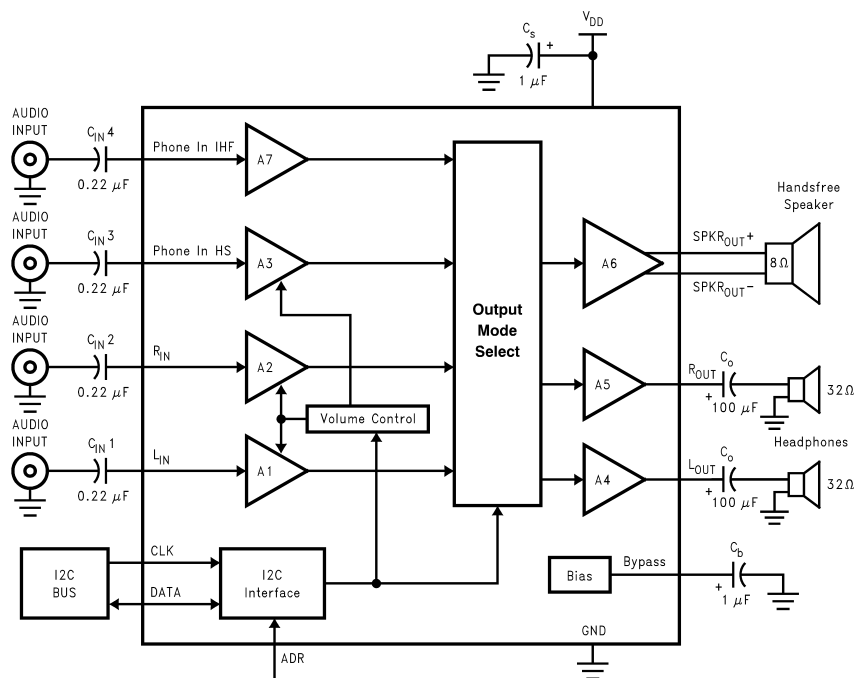 V_DD
C_s
+
1 μF
AUDIO
INPUT
C_IN 4
0.22 μF
Phone In IHF
A7
AUDIO
INPUT
C_IN 3
0.22 μF
Phone In HS
A3
AUDIO
INPUT
C_IN 2
0.22 μF
R_IN
A2
Volume Control
AUDIO
INPUT
C_IN 1
0.22 μF
L_IN
A1
Output
Mode
Select
A6
SPKR_OUT+
SPKR_OUT−
Handsfree
Speaker
8Ω
A5
R_OUT
C_o
+
100 μF
32Ω
Headphones
A4
L_OUT
C_o
+
100 μF
32Ω
I2C
BUS
CLK
DATA
I2C
Interface
ADR
Bias
Bypass
C_b
+
1 μF
GND